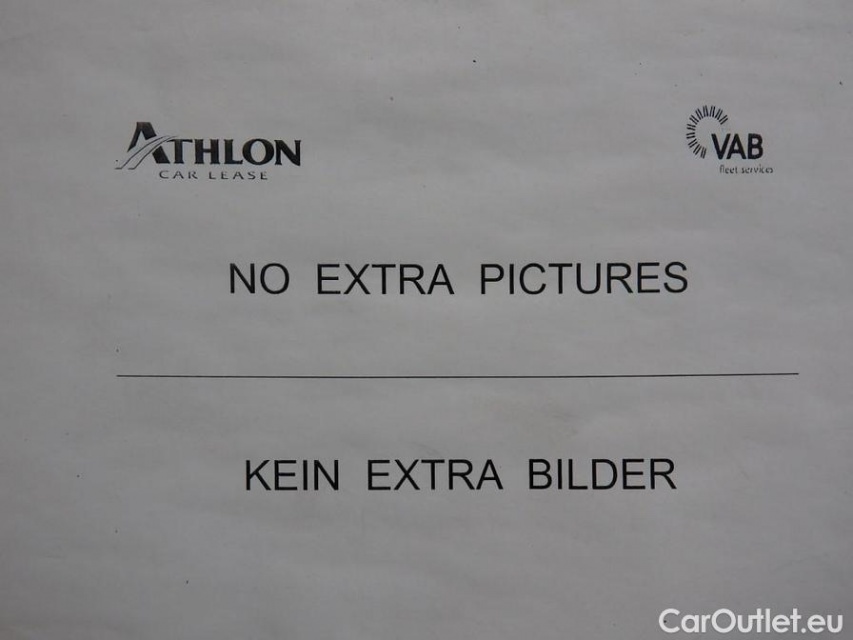 ATHLON
CAR LEASE
VAB
fleet services
NO EXTRA PICTURES
KEIN EXTRA BILDER
CarOutlet.eu